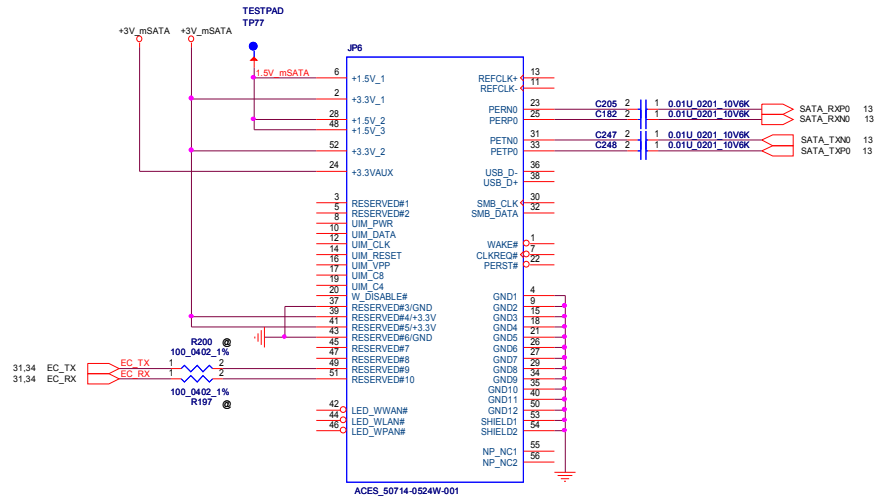 TESTPAD
TP77
+3V_mSATA
+3V_mSATA
JP6
1.5V_mSATA
6 +1.5V_1
2 +3.3V_1
28 +1.5V_2
48 +1.5V_3
52 +3.3V_2
24 +3.3VAUX
3 RESERVED#1
5 RESERVED#2
8 UIM_PWR
10 UIM_DATA
12 UIM_CLK
14 UIM_RESET
16 UIM_VPP
17 UIM_C8
19 UIM_C4
20 W_DISABLE#
37 RESERVED#3/GND
39 RESERVED#4/+3.3V
41 RESERVED#5/+3.3V
43 RESERVED#6/GND
45 RESERVED#7
47 RESERVED#8
49 RESERVED#9
51 RESERVED#10
42 LED_WWAN#
44 LED_WLAN#
46 LED_WPAN#
R200 @
100_0402_1%
31,34 EC_TX EC_TX 1 2
31,34 EC_RX EC_RX 1 2
100_0402_1%
R197 @
REFCLK+ 13
REFCLK- 11
PERN0 23 C205 2 1 0.01U_0201_10V6K SATA_RXP0 13
PERP0 25 C182 2 1 0.01U_0201_10V6K SATA_RXN0 13
PETN0 31 C247 2 1 0.01U_0201_10V6K SATA_TXN0 13
PETP0 33 C248 2 1 0.01U_0201_10V6K SATA_TXP0 13
USB_D- 36
USB_D+ 38
SMB_CLK 30
SMB_DATA 32
WAKE# 1
CLKREQ# 7
PERST# 22
GND1 4
GND2 9
GND3 15
GND4 18
GND5 21
GND6 26
GND7 27
GND8 29
GND9 34
GND10 35
GND11 40
GND12 50
SHIELD1 53
SHIELD2 54
NP_NC1 55
NP_NC2 56
ACES_50714-0524W-001